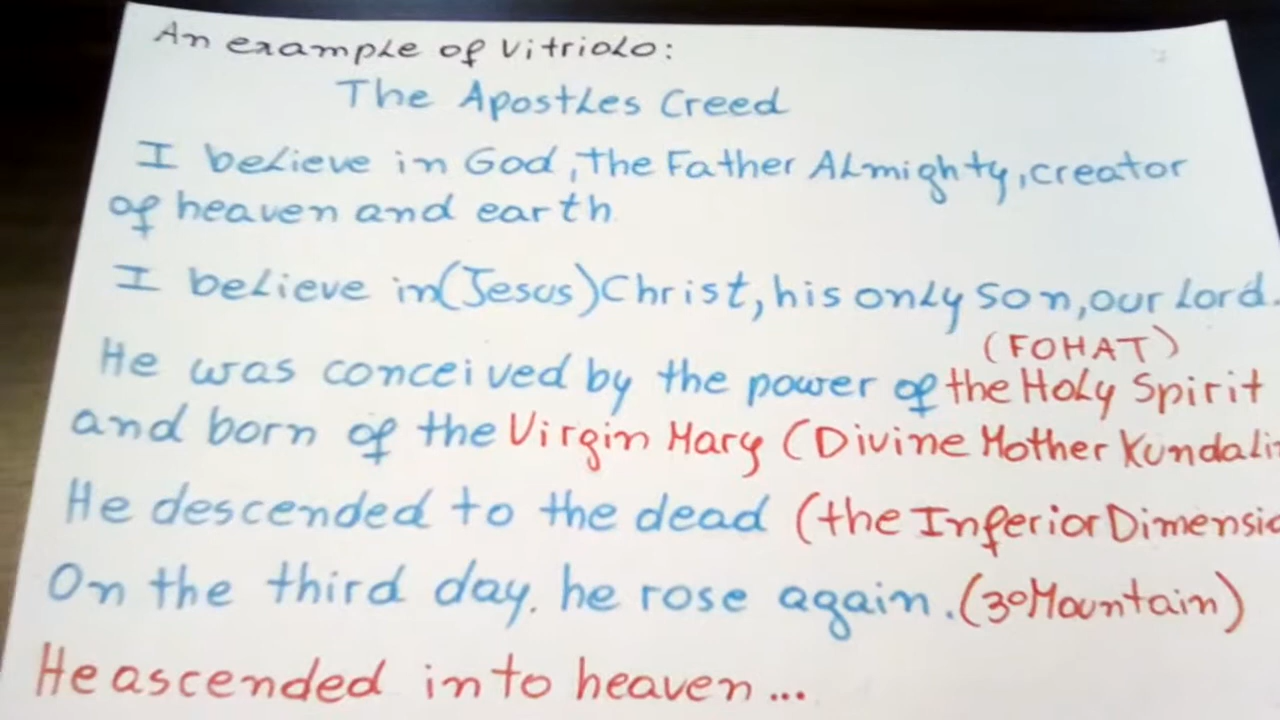 An example of Vitriolo:
The Apostles Creed
I believe in God, the Father Almighty, creator
of heaven and earth
I believe in (Jesus) Christ, his only son, our Lord.
(FOHAT)
He was conceived by the power of the Holy Spirit
and born of the Virgin Mary (Divine Mother
He descended to the dead (the Inferior
On the third day. he rose again. (3º Mountain)
He ascended into heaven...